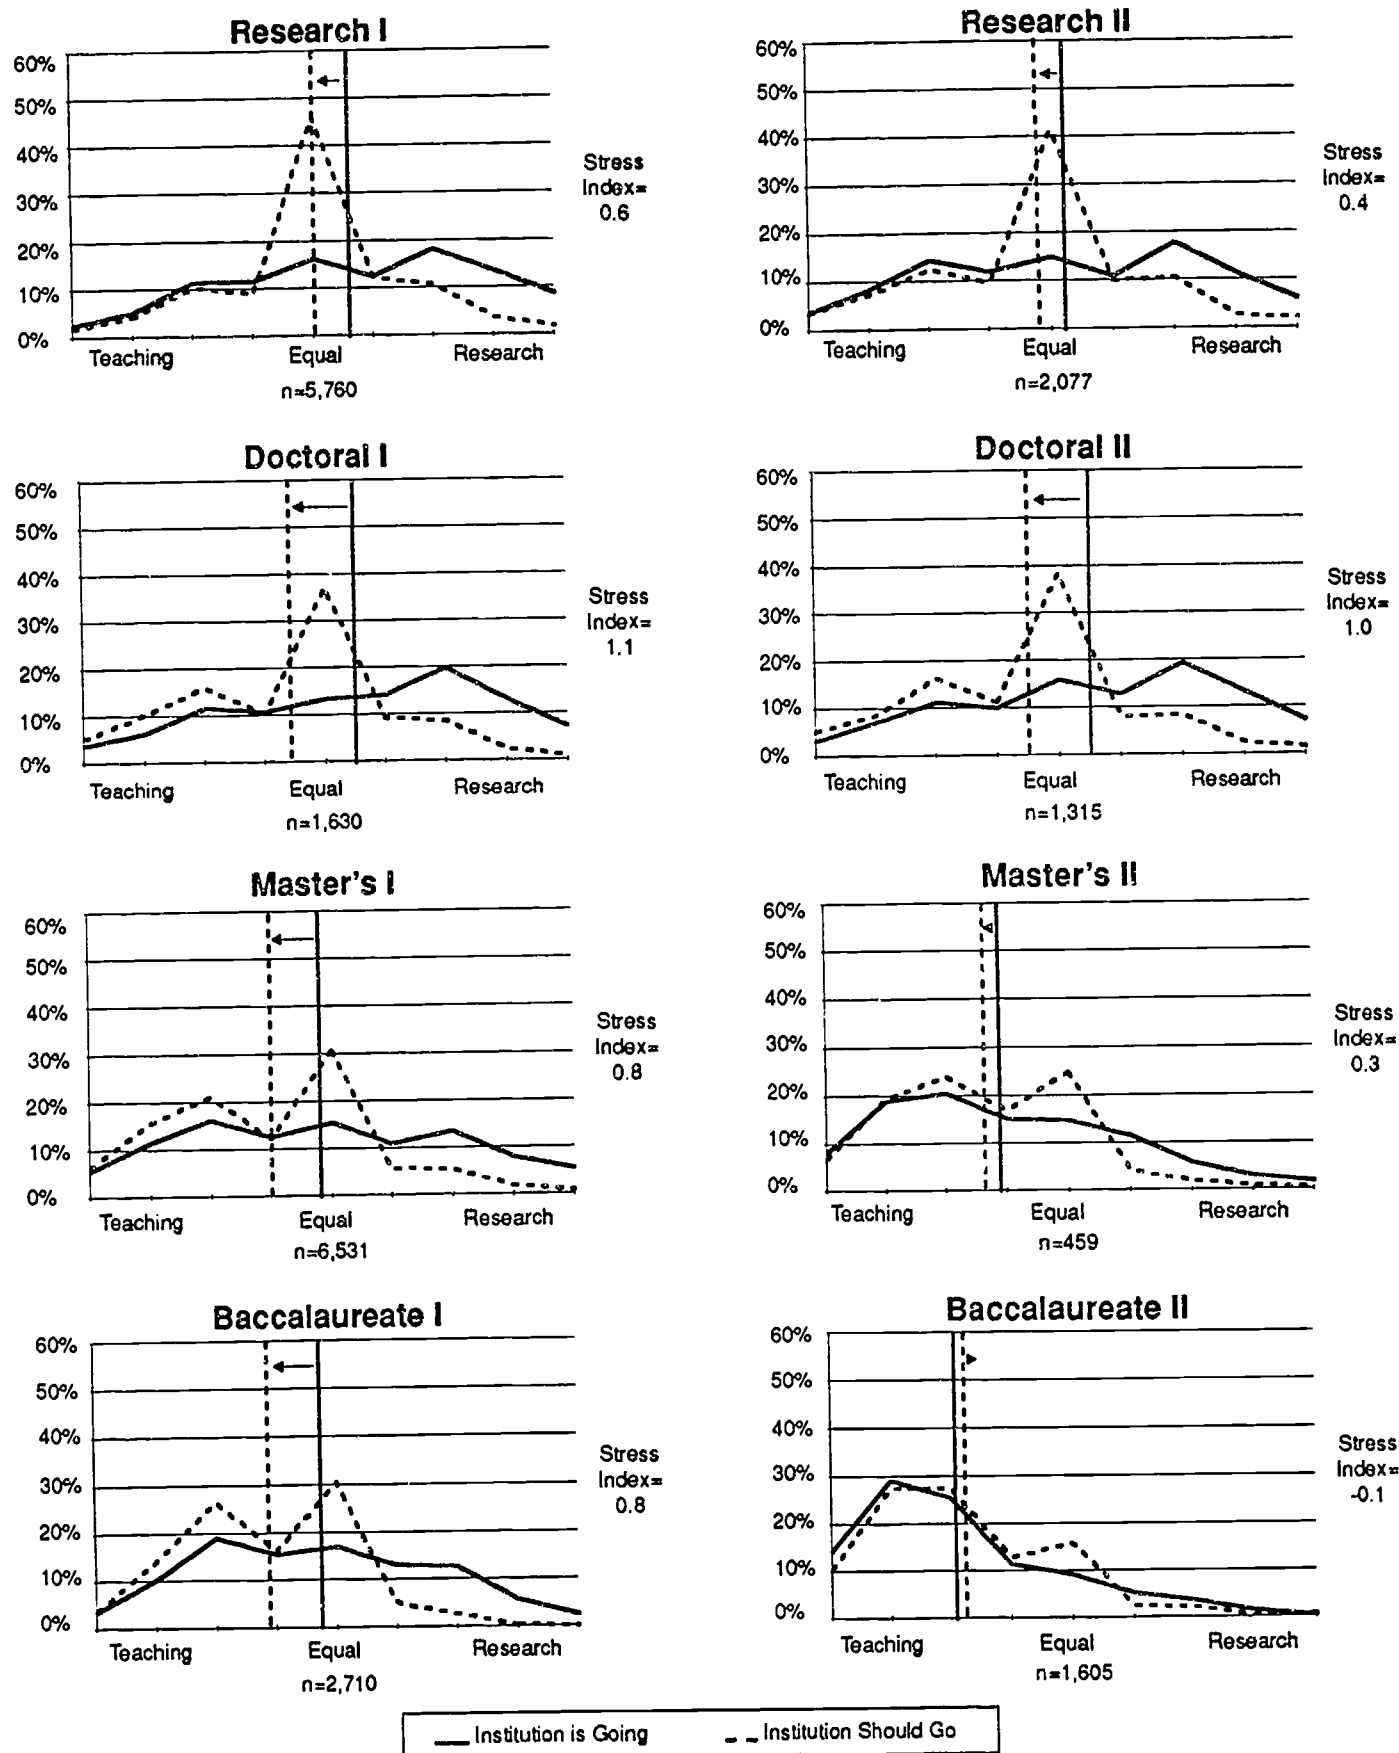 Research I
60%
50%
40%
30%
20%
10%
0%
Teaching Equal Research
n=5,760
Stress
Index=
0.6
Research II
60%
50%
40%
30%
20%
10%
0%
Teaching Equal Research
n=2,077
Stress
Index=
0.4
Doctoral I
60%
50%
40%
30%
20%
10%
0%
Teaching Equal Research
n=1,630
Stress
Index=
1.1
Doctoral II
60%
50%
40%
30%
20%
10%
0%
Teaching Equal Research
n=1,315
Stress
Index=
1.0
Master's I
60%
50%
40%
30%
20%
10%
0%
Teaching Equal Research
n=6,531
Stress
Index=
0.8
Master's II
60%
50%
40%
30%
20%
10%
0%
Teaching Equal Research
n=459
Stress
Index=
0.3
Baccalaureate I
60%
50%
40%
30%
20%
10%
0%
Teaching Equal Research
n=2,710
Stress
Index=
0.8
Baccalaureate II
60%
50%
40%
30%
20%
10%
0%
Teaching Equal Research
n=1,605
Stress
Index=
-0.1
Institution is Going Institution Should Go